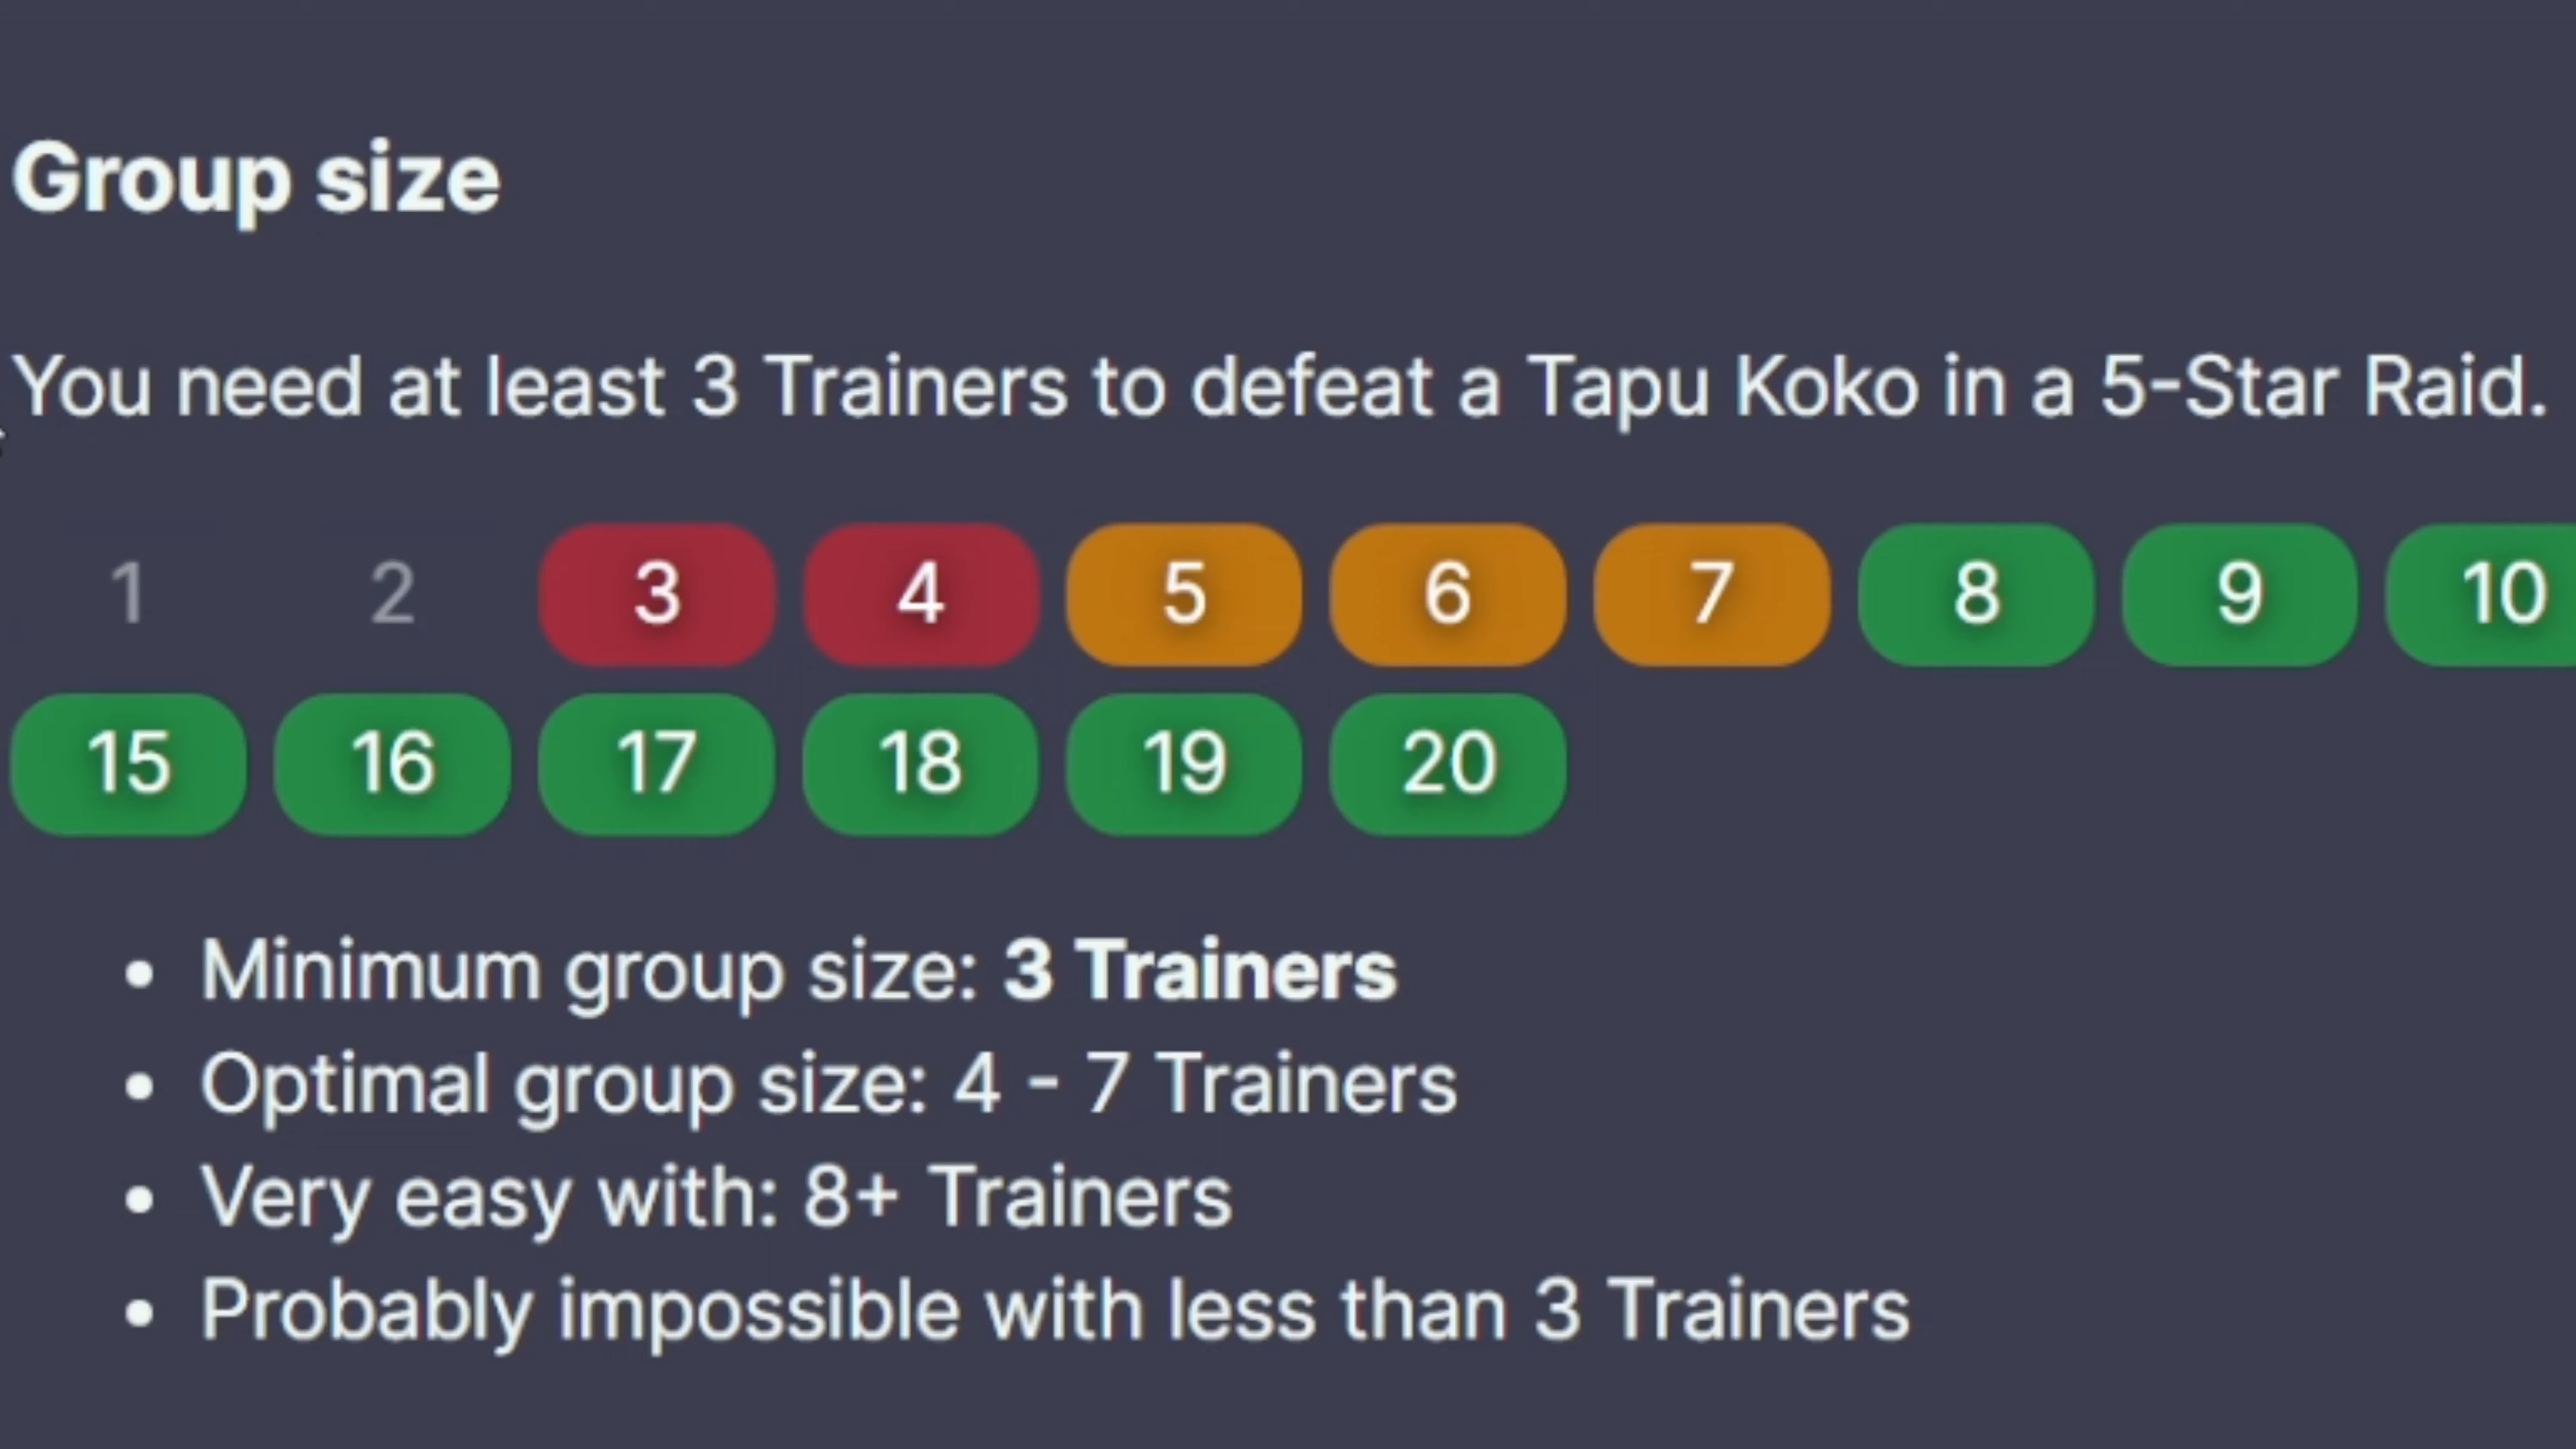 Group size
You need at least 3 Trainers to defeat a Tapu Koko in a 5-Star Raid.
1 2 3 4 5 6 7 8 9 10
15 16 17 18 19 20
• Minimum group size: 3 Trainers
• Optimal group size: 4 - 7 Trainers
• Very easy with: 8+ Trainers
• Probably impossible with less than 3 Trainers